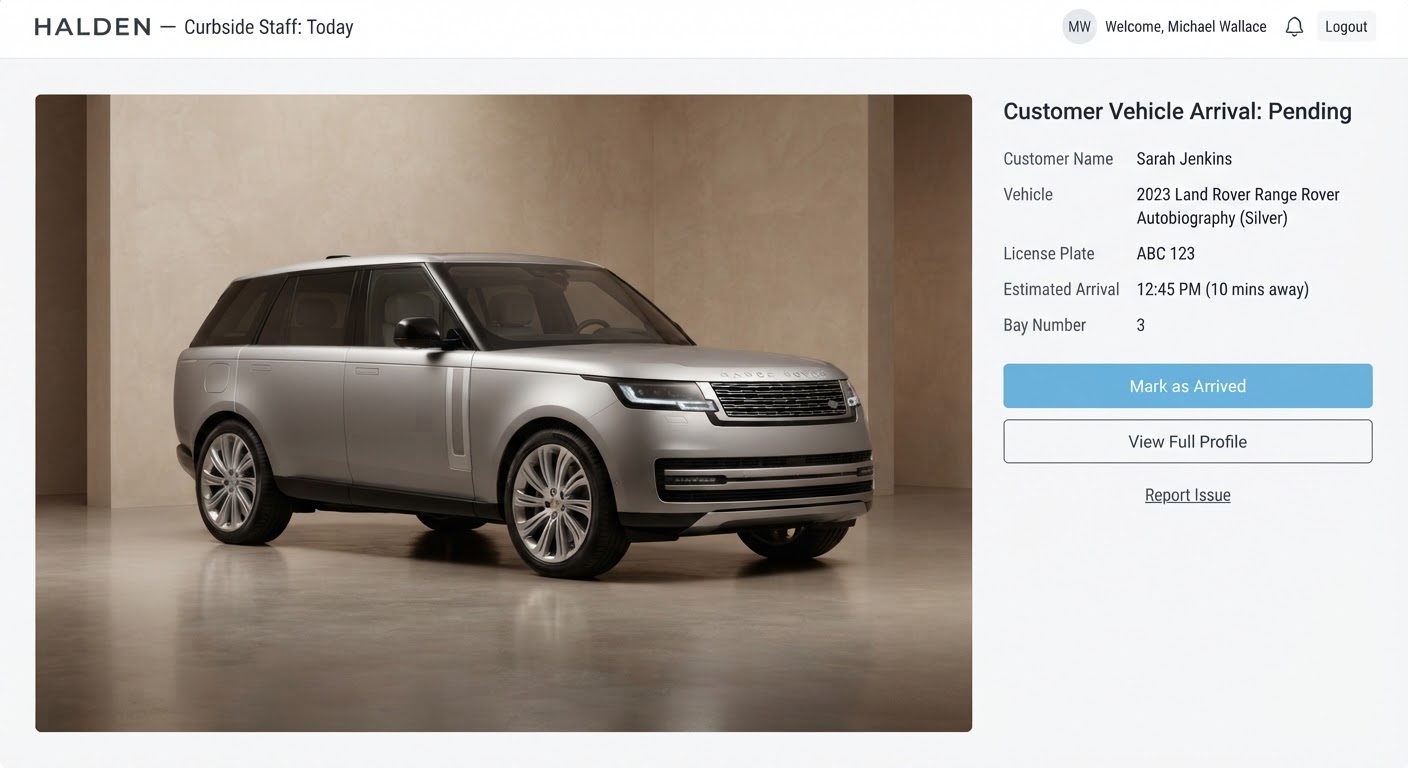 HALDEN — Curbside Staff: Today
MW Welcome, Michael Wallace Logout
Customer Vehicle Arrival: Pending
Customer Name Sarah Jenkins
Vehicle 2023 Land Rover Range Rover
Autobiography (Silver)
License Plate ABC 123
Estimated Arrival 12:45 PM (10 mins away)
Bay Number 3
Mark as Arrived
View Full Profile
Report Issue